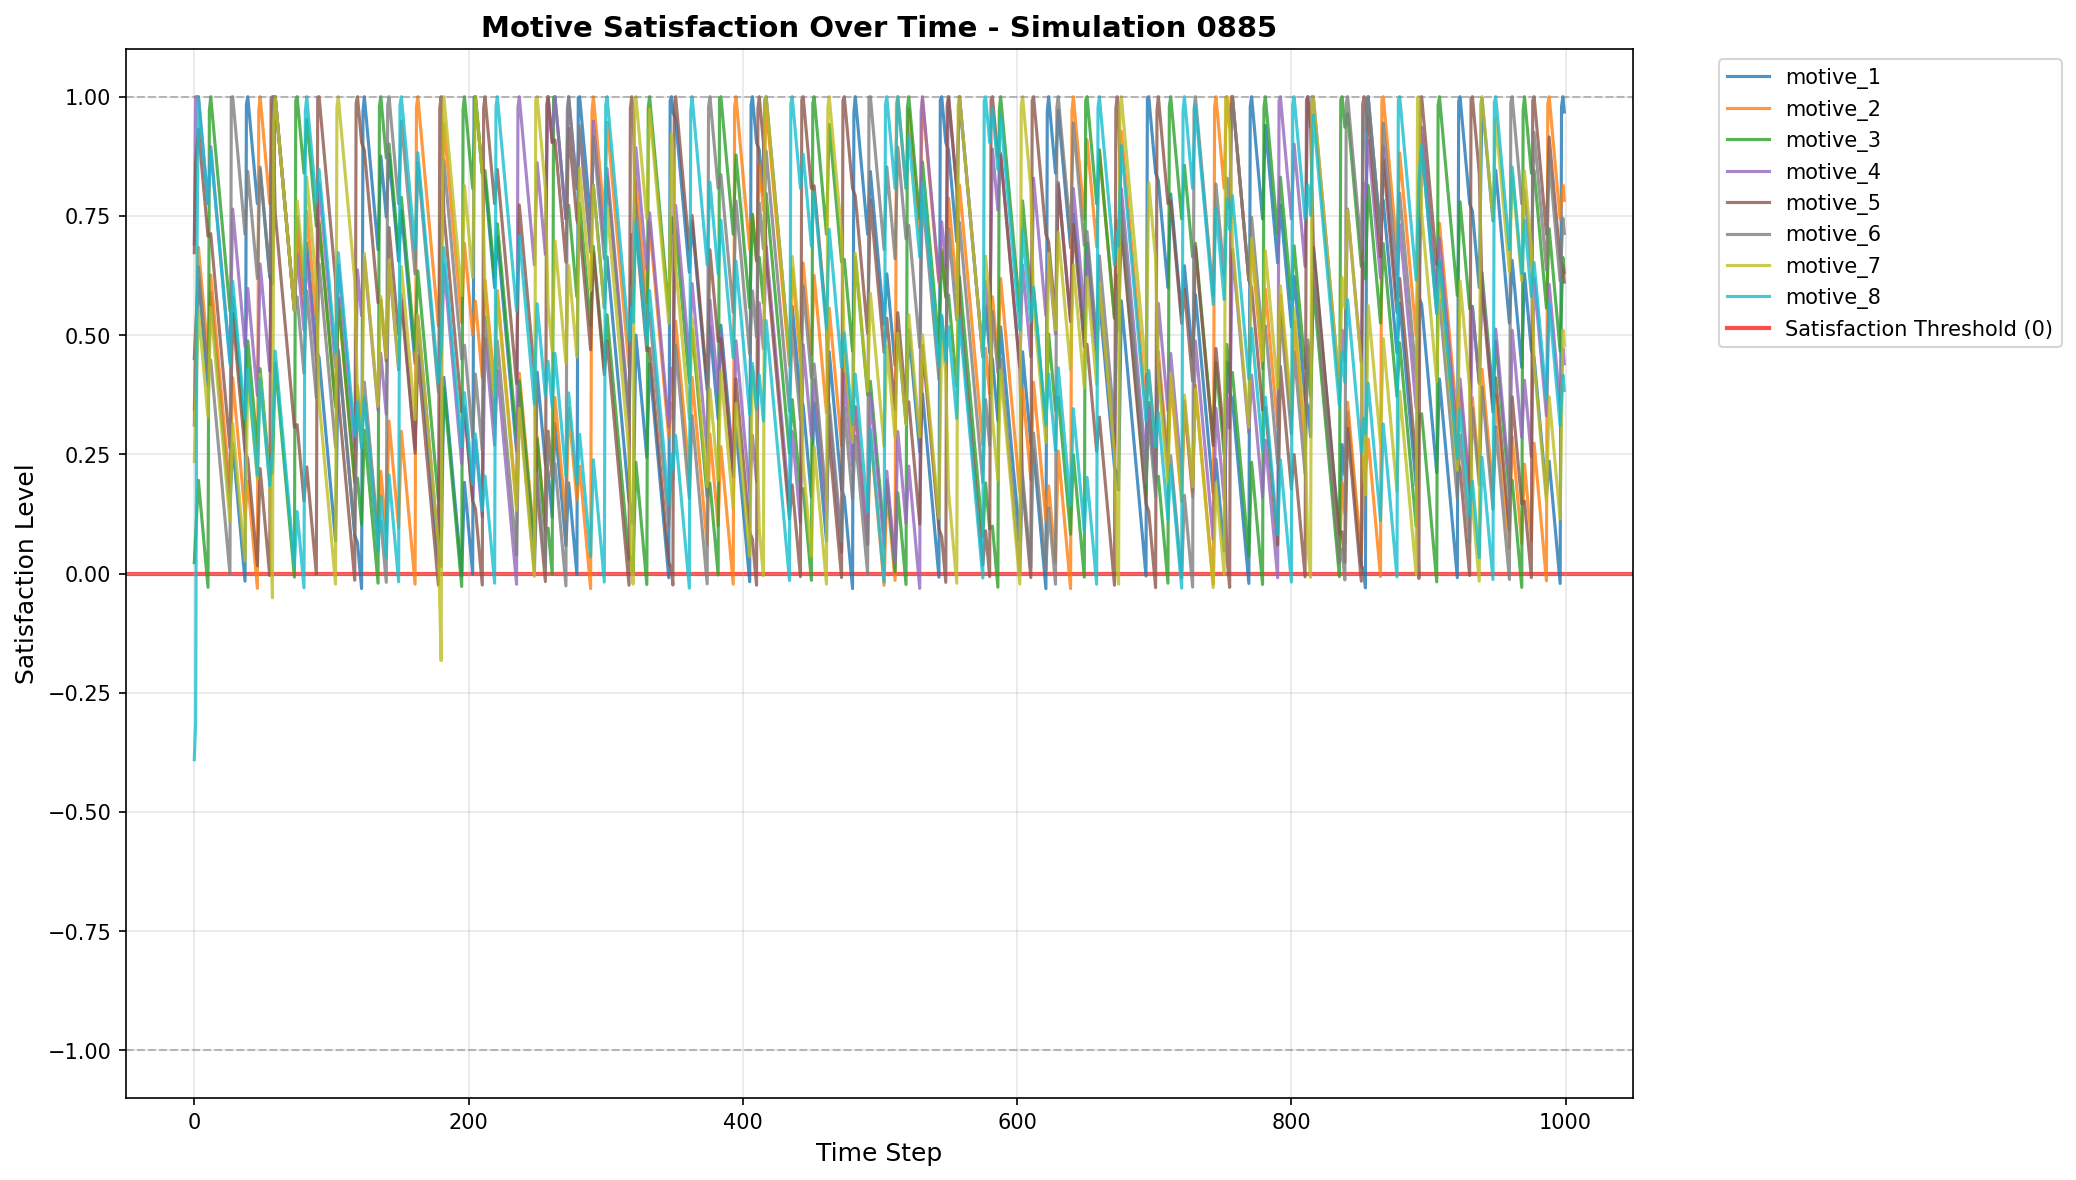 Motive Satisfaction Over Time - Simulation 0885
1.00
0.75
0.50
0.25
0.00
−0.25
−0.50
−0.75
−1.00
Satisfaction Level
0
200
400
600
800
1000
Time Step
motive_1
motive_2
motive_3
motive_4
motive_5
motive_6
motive_7
motive_8
Satisfaction Threshold (0)